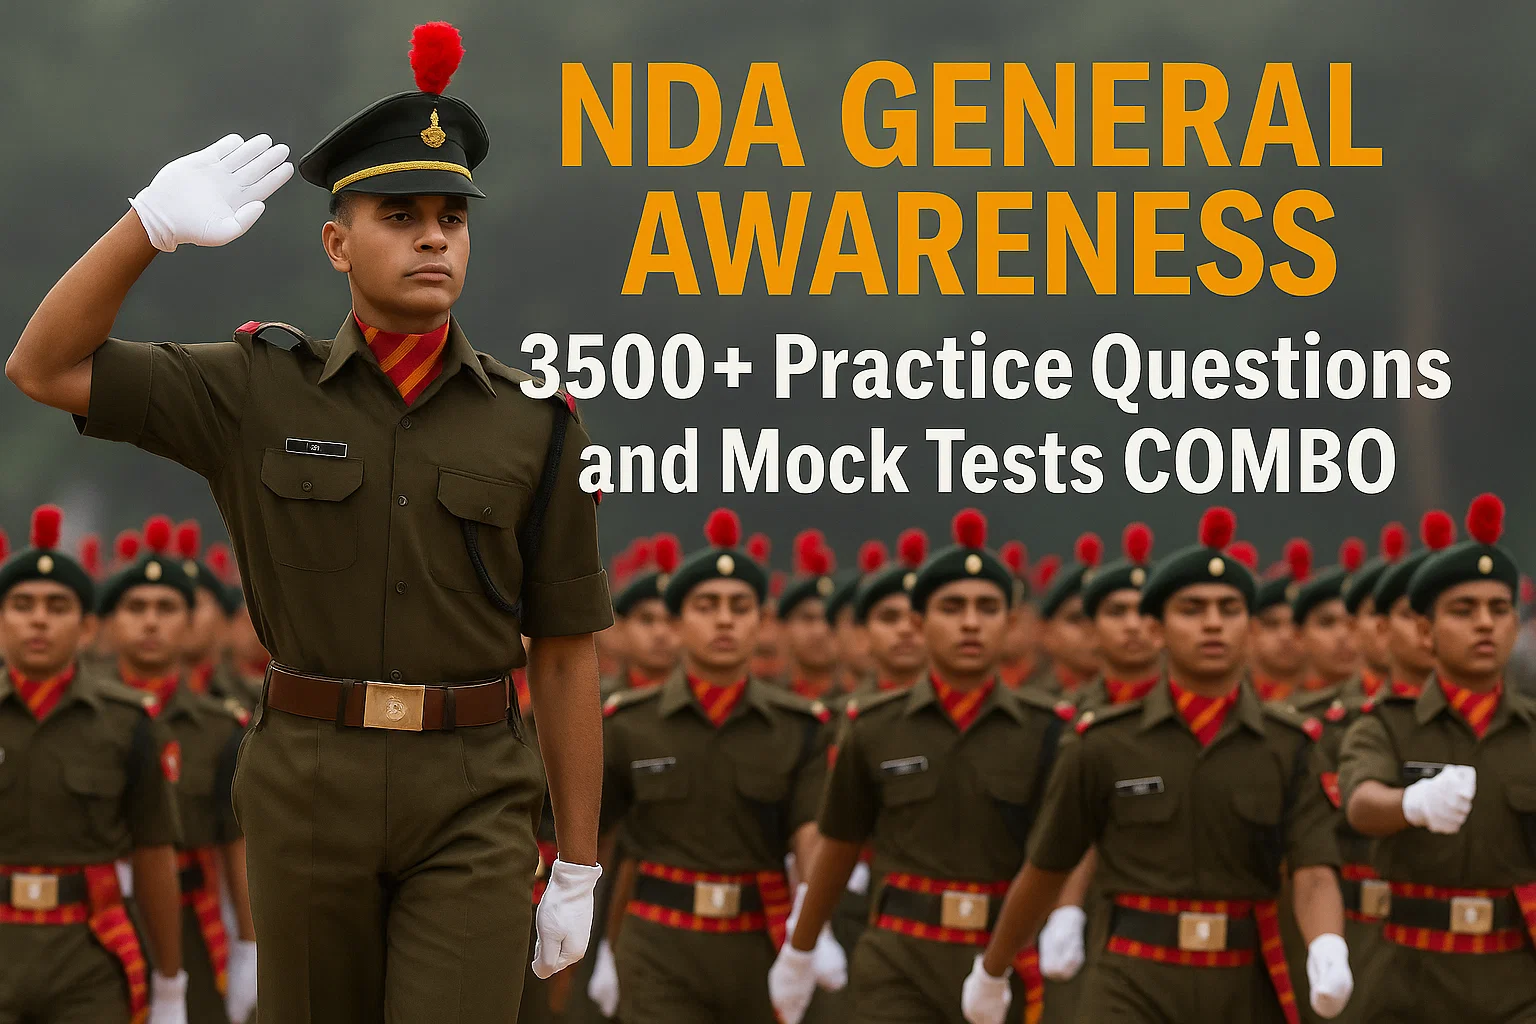 NDA GENERAL
AWARENESS
3500+ Practice Questions
and Mock Tests COMBO